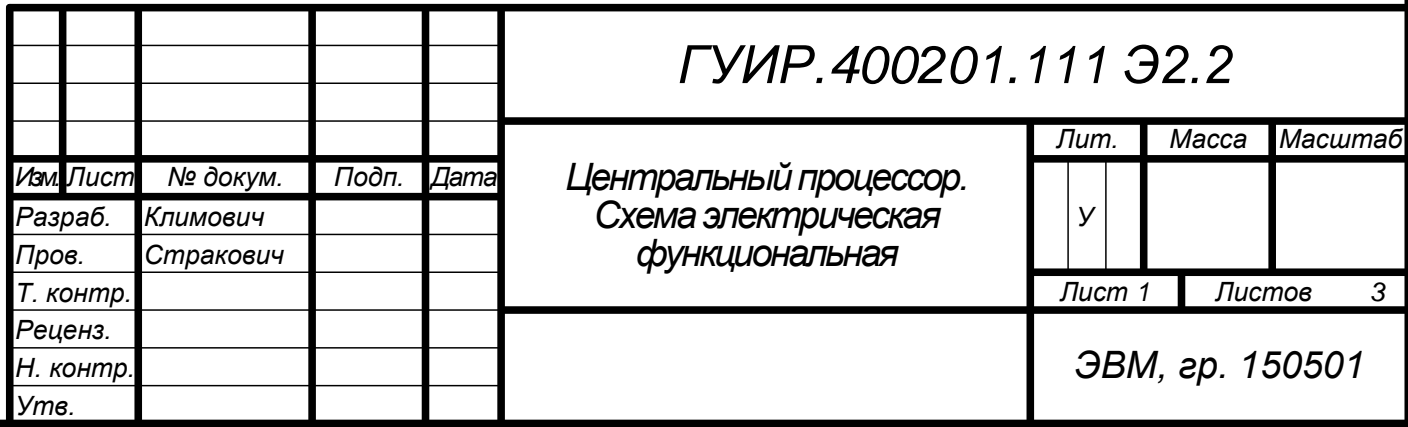 ГУИР.400201.111 Э2.2
Лит. Масса Масштаб
Изм. Лист № докум. Подп. Дата
Центральный процессор.
Схема электрическая
функциональная
У
Разраб. Климович
Пров. Стракович
Т. контр.
Лист 1 Листов 3
Реценз.
Н. контр.
ЭВМ, гр. 150501
Утв.